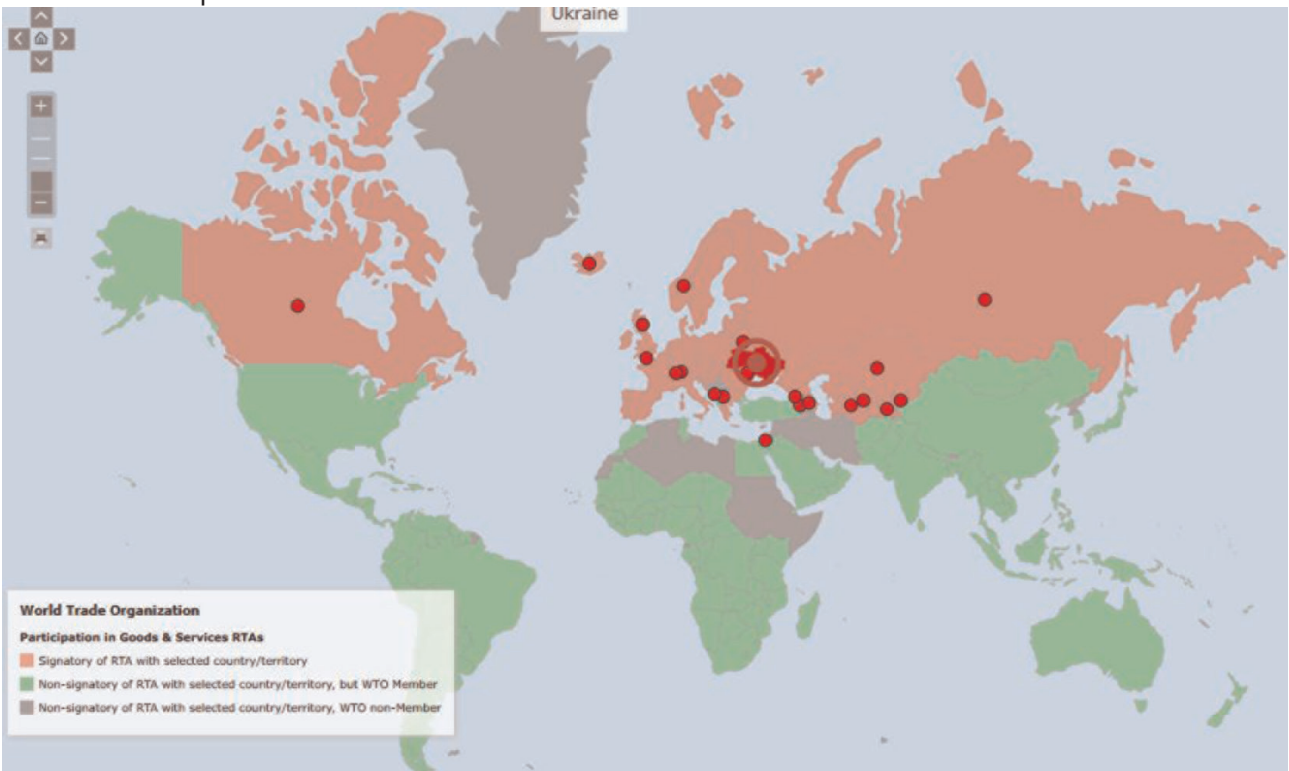 Ukraine
World Trade Organization
Participation in Goods & Services RTAs
Signatory of RTA with selected country/territory
Non-signatory of RTA with selected country/territory, but WTO Member
Non-signatory of RTA with selected country/territory, WTO non-Member